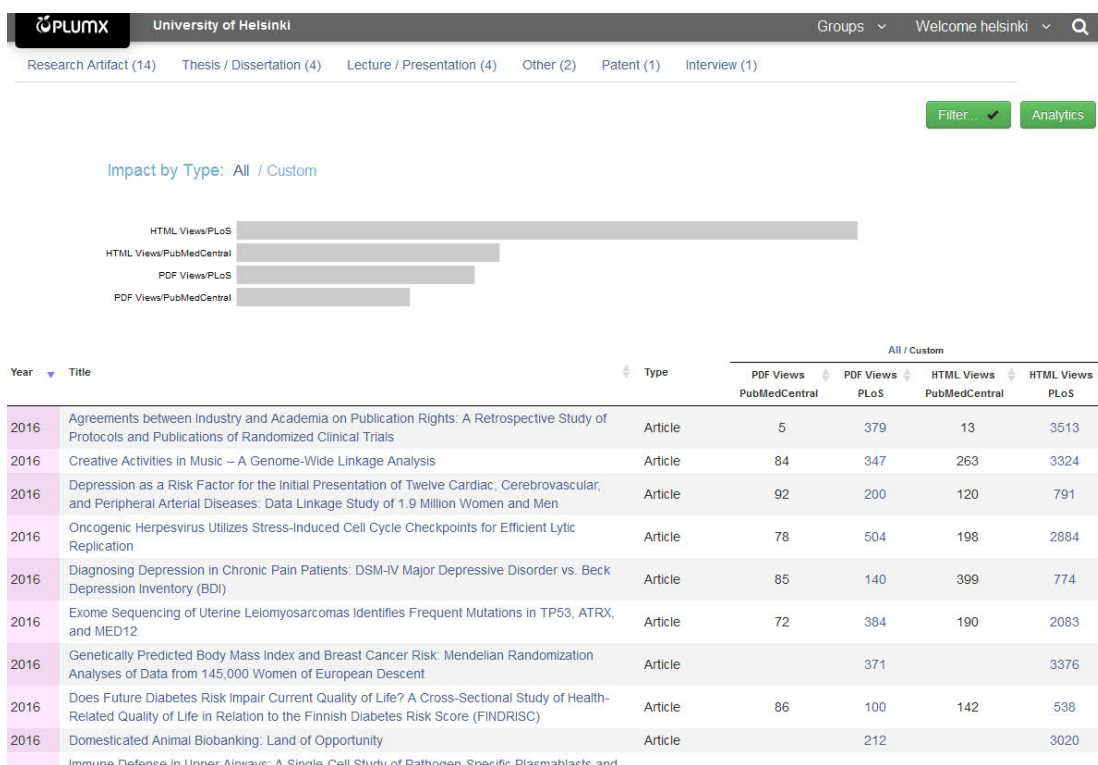 PLUMX University of Helsinki Groups Welcome helsinki
Research Artifact (14) Thesis / Dissertation (4) Lecture / Presentation (4) Other (2) Patent (1) Interview (1)
Filter... Analytics
Impact by Type: All / Custom
HTML Views/PLoS
HTML Views/PubMedCentral
PDF Views/PLoS
PDF Views/PubMedCentral
All / Custom
Year Title Type PDF Views PDF Views HTML Views HTML Views
PubMedCentral PLoS PubMedCentral PLoS
Agreements between Industry and Academia on Publication Rights: A Retrospective Study of
2016 Article 5 379 13 3513
Protocols and Publications of Randomized Clinical Trials
2016 Creative Activities in Music – A Genome-Wide Linkage Analysis Article 84 347 263 3324
Depression as a Risk Factor for the Initial Presentation of Twelve Cardiac, Cerebrovascular,
2016 Article 92 200 120 791
and Peripheral Arterial Diseases: Data Linkage Study of 1.9 Million Women and Men
Oncogenic Herpesvirus Utilizes Stress-Induced Cell Cycle Checkpoints for Efficient Lytic
2016 Article 78 504 198 2884
Replication
Diagnosing Depression in Chronic Pain Patients: DSM-IV Major Depressive Disorder vs. Beck
2016 Article 85 140 399 774
Depression Inventory (BDI)
Exome Sequencing of Uterine Leiomyosarcomas Identifies Frequent Mutations in TP53, ATRX,
2016 Article 72 384 190 2083
and MED12
Genetically Predicted Body Mass Index and Breast Cancer Risk: Mendelian Randomization
2016 Article 371 3376
Analyses of Data from 145,000 Women of European Descent
Does Future Diabetes Risk Impair Current Quality of Life? A Cross-Sectional Study of Health-
2016 Article 86 100 142 538
Related Quality of Life in Relation to the Finnish Diabetes Risk Score (FINDRISC)
2016 Domesticated Animal Biobanking: Land of Opportunity Article 212 3020
Immune Defense in Upper Airways: A Single-Cell Study of Pathogen-Specific Plasmablasts and